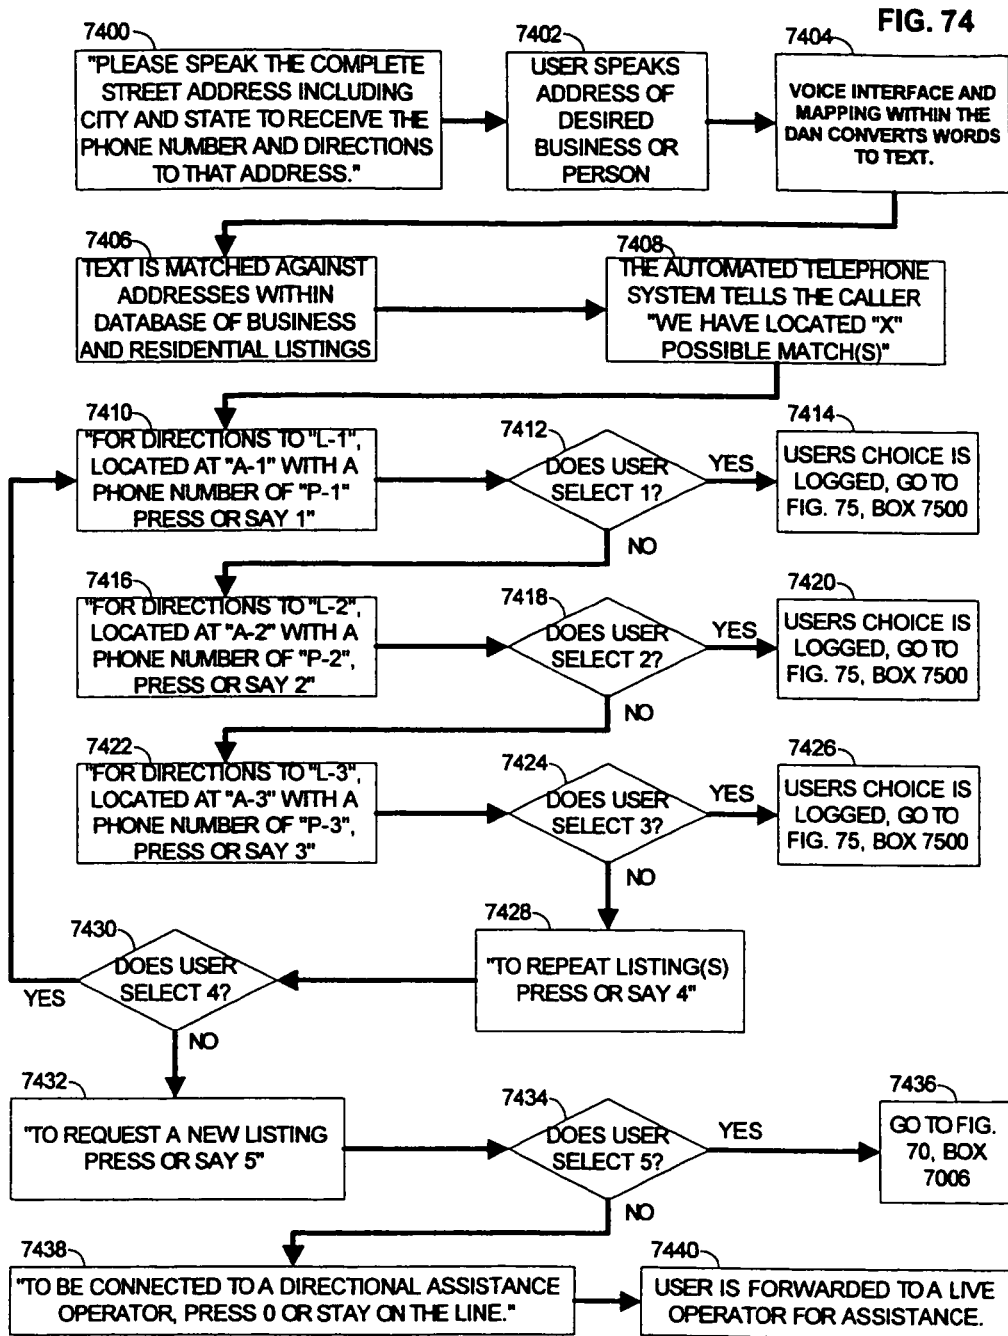 FIG. 74
7400
"PLEASE SPEAK THE COMPLETE
STREET ADDRESS INCLUDING
CITY AND STATE TO RECEIVE THE
PHONE NUMBER AND DIRECTIONS
TO THAT ADDRESS."
7402
USER SPEAKS
ADDRESS OF
DESIRED
BUSINESS OR
PERSON
7404
VOICE INTERFACE AND
MAPPING WITHIN THE
DAN CONVERTS WORDS
TO TEXT.
7406
TEXT IS MATCHED AGAINST
ADDRESSES WITHIN
DATABASE OF BUSINESS
AND RESIDENTIAL LISTINGS
7408
THE AUTOMATED TELEPHONE
SYSTEM TELLS THE CALLER
"WE HAVE LOCATED "X"
POSSIBLE MATCH(S)"
7410
"FOR DIRECTIONS TO "L-1",
LOCATED AT "A-1" WITH A
PHONE NUMBER OF "P-1"
PRESS OR SAY 1"
7412
DOES USER
SELECT 1?
YES
NO
7414
USERS CHOICE IS
LOGGED, GO TO
FIG. 75, BOX 7500
7416
"FOR DIRECTIONS TO "L-2",
LOCATED AT "A-2" WITH A
PHONE NUMBER OF "P-2",
PRESS OR SAY 2"
7418
DOES USER
SELECT 2?
YES
NO
7420
USERS CHOICE IS
LOGGED, GO TO
FIG. 75, BOX 7500
7422
"FOR DIRECTIONS TO "L-3",
LOCATED AT "A-3" WITH A
PHONE NUMBER OF "P-3",
PRESS OR SAY 3"
7424
DOES USER
SELECT 3?
YES
NO
7426
USERS CHOICE IS
LOGGED, GO TO
FIG. 75, BOX 7500
7428
"TO REPEAT LISTING(S)
PRESS OR SAY 4"
7430
DOES USER
SELECT 4?
YES
NO
7432
"TO REQUEST A NEW LISTING
PRESS OR SAY 5"
7434
DOES USER
SELECT 5?
YES
NO
7436
GO TO FIG.
70, BOX
7006
7438
"TO BE CONNECTED TO A DIRECTIONAL ASSISTANCE
OPERATOR, PRESS 0 OR STAY ON THE LINE."
7440
USER IS FORWARDED TO A LIVE
OPERATOR FOR ASSISTANCE.